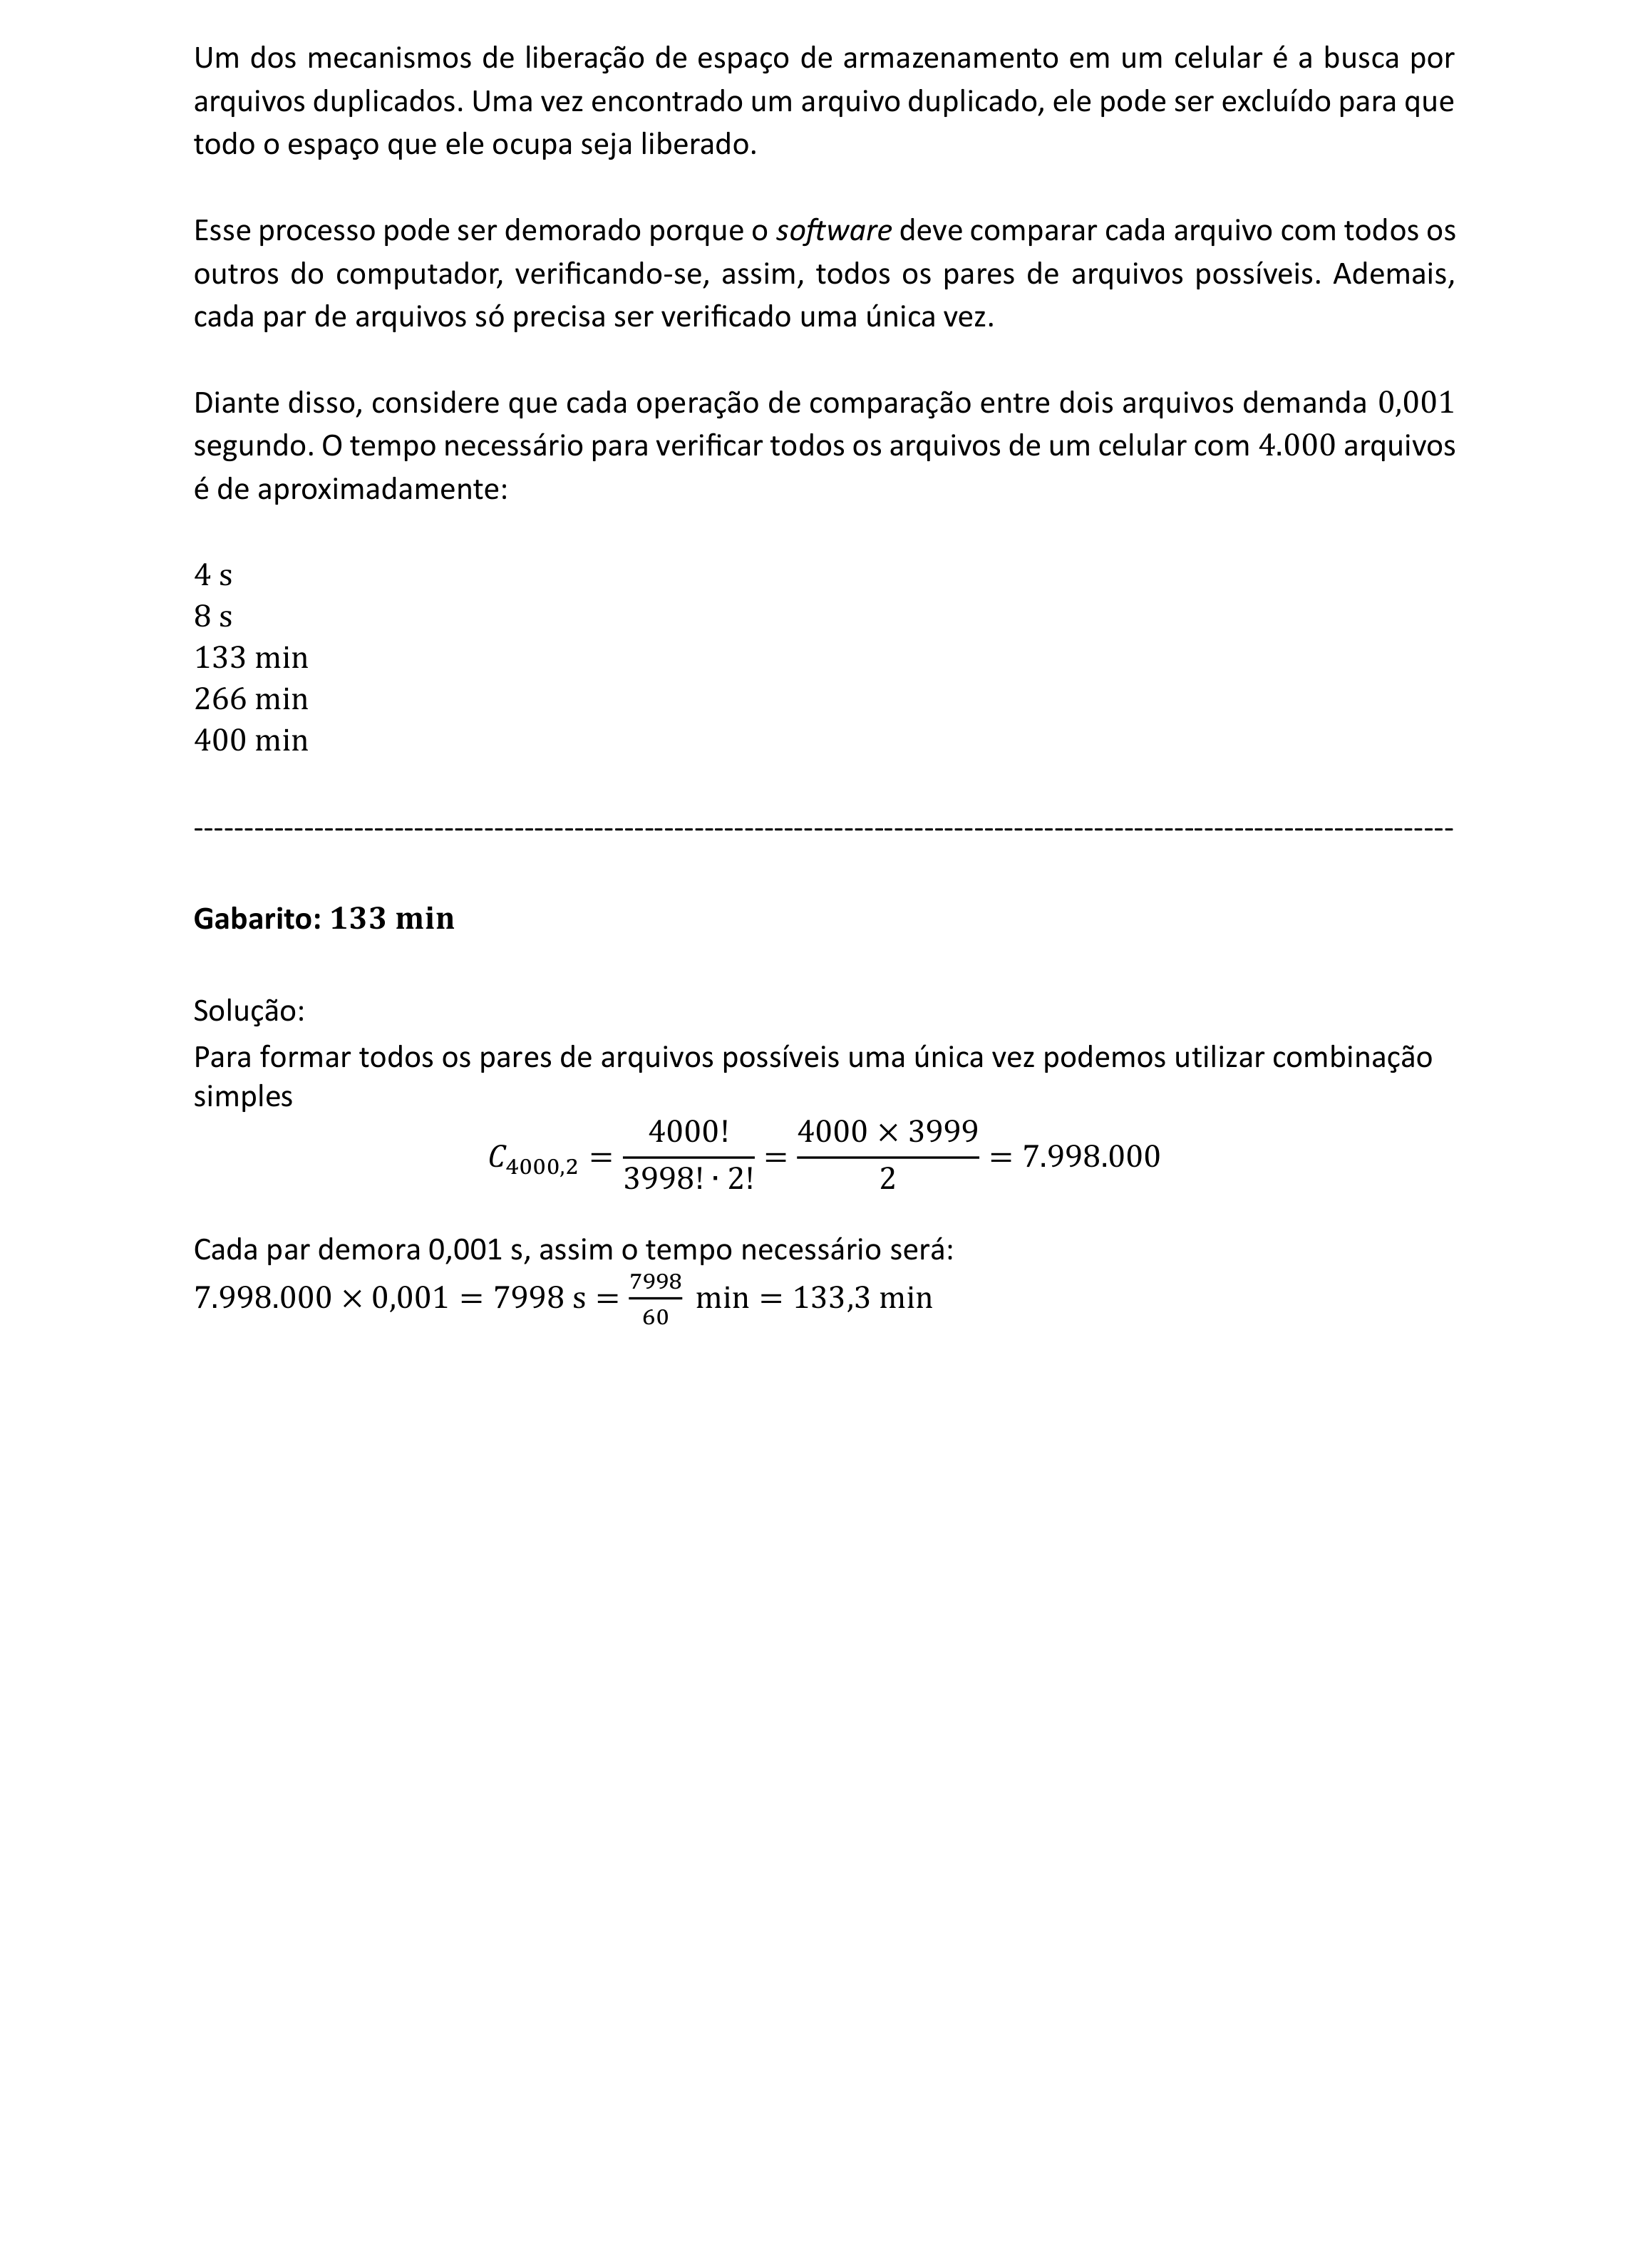 Um dos mecanismos de liberação de espaço de armazenamento em um celular é a busca por
arquivos duplicados. Uma vez encontrado um arquivo duplicado, ele pode ser excluído para que
todo o espaço que ele ocupa seja liberado.
Esse processo pode ser demorado porque o software deve comparar cada arquivo com todos os
outros do computador, verificando-se, assim, todos os pares de arquivos possíveis. Ademais,
cada par de arquivos só precisa ser verificado uma única vez.
Diante disso, considere que cada operação de comparação entre dois arquivos demanda 0,001
segundo. O tempo necessário para verificar todos os arquivos de um celular com 4.000 arquivos
é de aproximadamente:
4 s
8 s
133 min
266 min
400 min
------------------------------------------------------------------------------------------------------------------------------
Gabarito: 133 min
Solução:
Para formar todos os pares de arquivos possíveis uma única vez podemos utilizar combinação
simples
C_{4000,2} = \frac{4000!}{3998! \cdot 2!} = \frac{4000 × 3999}{2} = 7.998.000
Cada par demora 0,001 s, assim o tempo necessário será:
7.998.000 × 0,001 = 7998 s = \frac{7998}{60} min = 133,3 min